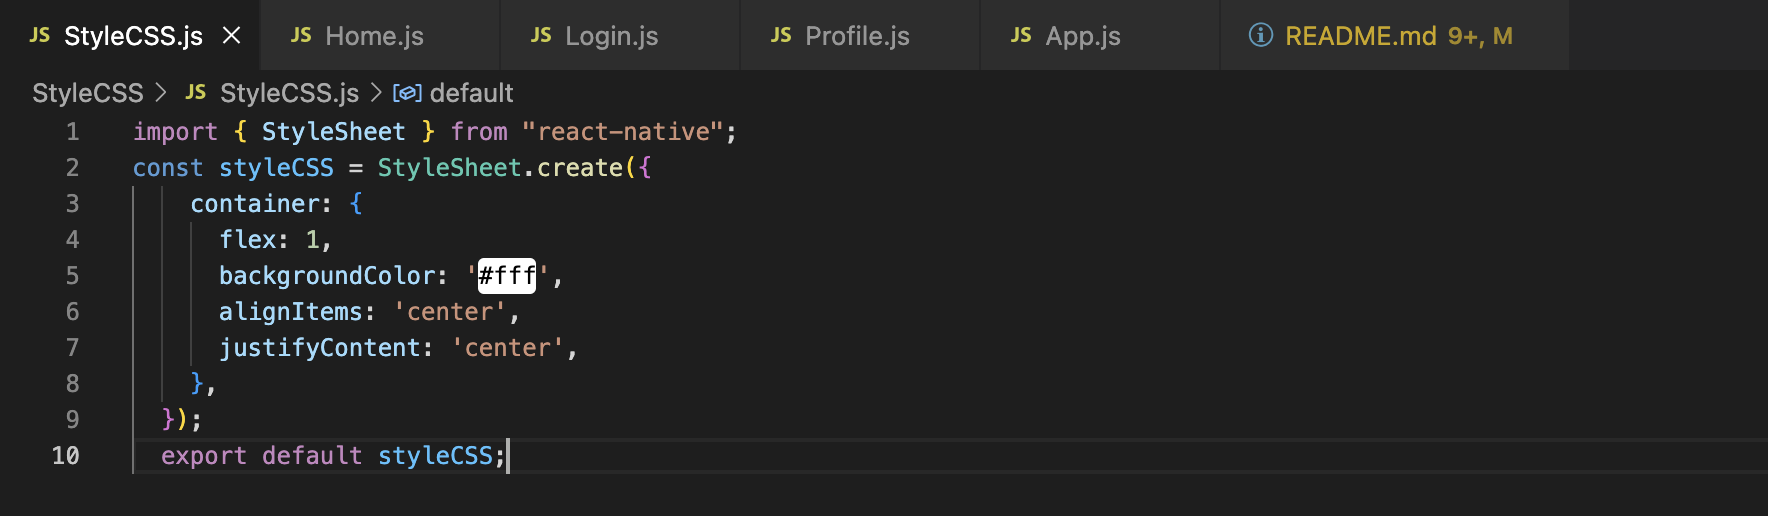 JS StyleCSS.js × JS Home.js JS Login.js JS Profile.js JS App.js README.md 9+, M
StyleCSS > JS StyleCSS.js > default
1 import { StyleSheet } from "react-native";
2 const styleCSS = StyleSheet.create({
3 container: {
4 flex: 1,
5 backgroundColor: '#fff',
6 alignItems: 'center',
7 justifyContent: 'center',
8 },
9 });
10 export default styleCSS;